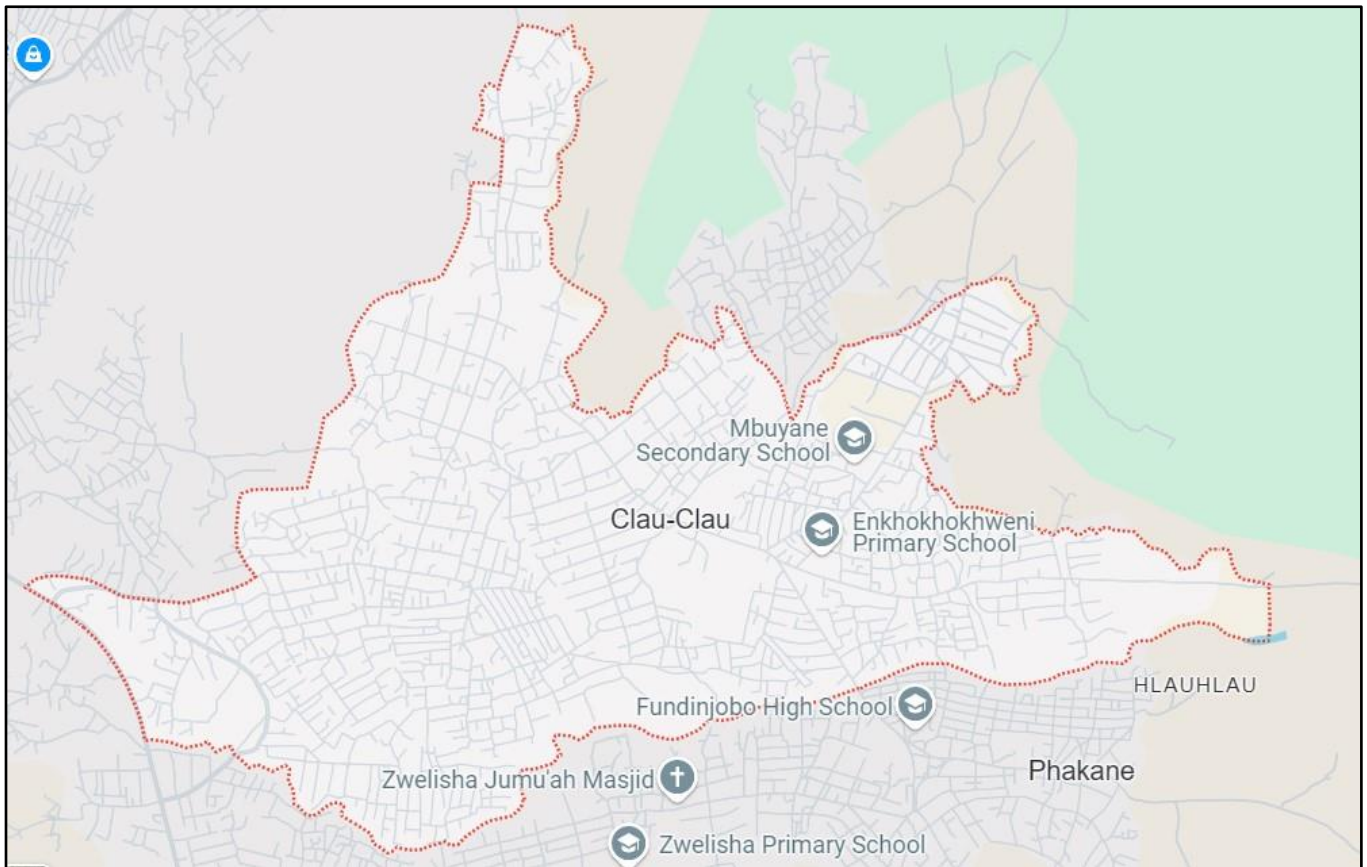 Mbuyane
Secondary School
Clau-Clau
Enkhokhokhweni
Primary School
HLAUHLAU
Fundinjobo High School
Phakane
Zwelisha Jumu'ah Masjid
Zwelisha Primary School